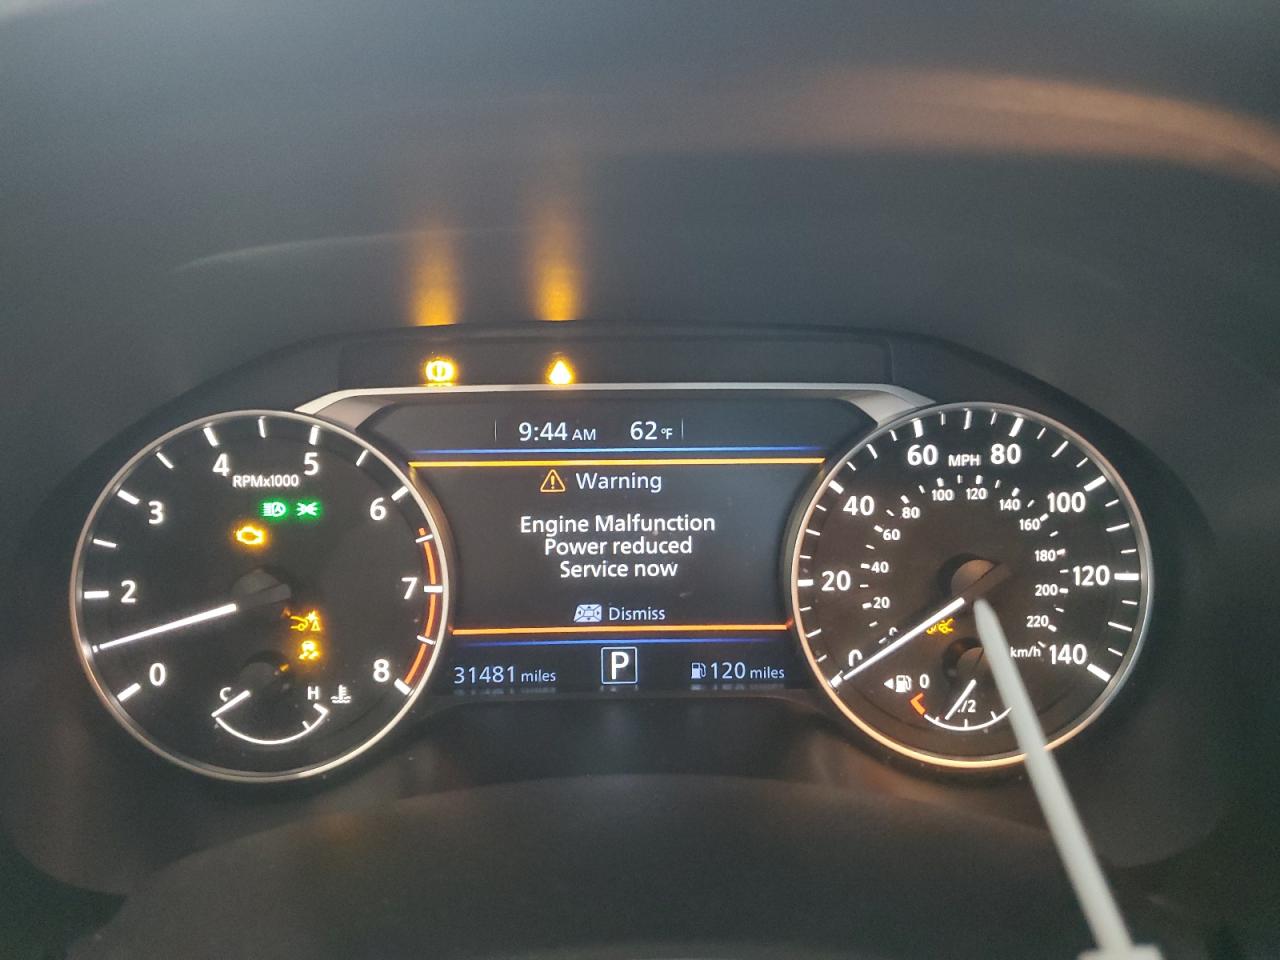 9:44 AM 62°F
Warning
Engine Malfunction
Power reduced
Service now
Dismiss
31481 miles P 120 miles
RPMx1000
0 2 3 4 5 6 7 8
C H
MPH
0 20 40 60 80 100 120 140
0 20 40 60 80 100 120 140 160 180 200 220
km/h
0 1/2